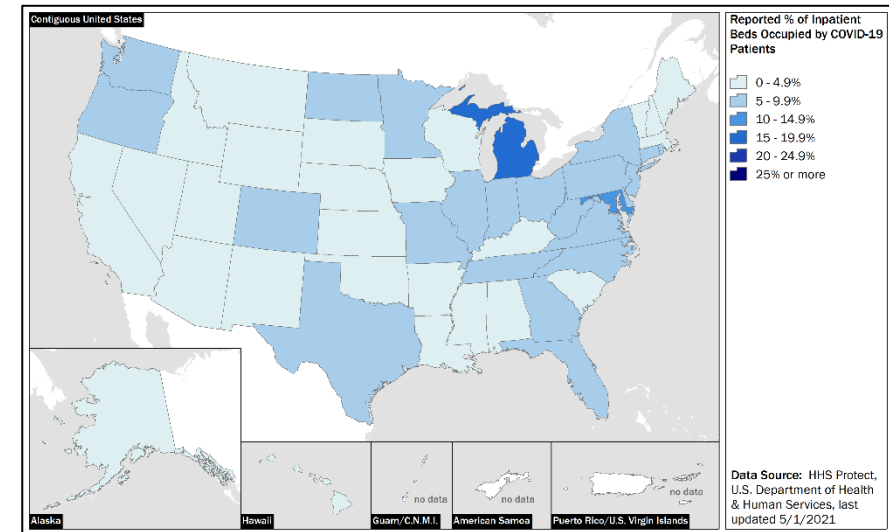 Contiguous United States
Reported % of Inpatient
Beds Occupied by COVID-19
Patients
0 - 4.9%
5 - 9.9%
10 - 14.9%
15 - 19.9%
20 - 24.9%
25% or more
Data Source: HHS Protect,
U.S. Department of Health
& Human Services, last
updated 5/1/2021
Alaska
Hawaii
no data
Guam/C.N.M.I.
no data
American Samoa
no data
Puerto Rico/U.S. Virgin Islands